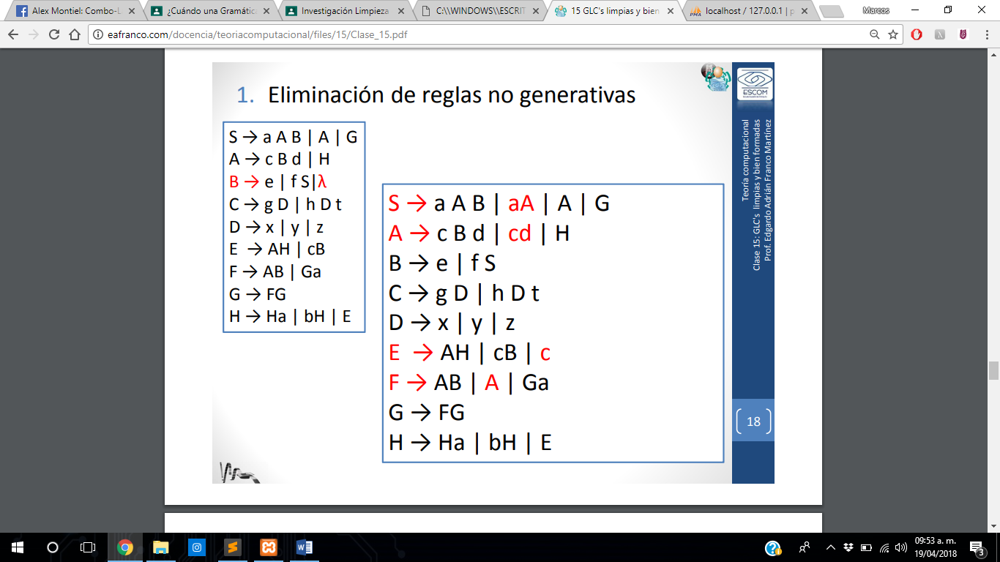 Alex Montiel: Combo-L
¿Cuándo una Gramátic
Investigación Limpieza
C:\\WINDOWS\\ESCRIT
15 GLC's limpias y bien
localhost / 127.0.0.1 | p
Marcos
eafranco.com/docencia/teoriacomputacional/files/15/Clase_15.pdf
1. Eliminación de reglas no generativas
S → a A B | A | G
A → c B d | H
B → e | f S|λ
C → g D | h D t
D → x | y | z
E → AH | cB
F → AB | Ga
G → FG
H → Ha | bH | E
S → a A B | aA | A | G
A → c B d | cd | H
B → e | f S
C → g D | h D t
D → x | y | z
E → AH | cB | c
F → AB | A | Ga
G → FG
H → Ha | bH | E
ESCOM
Teoría computacional
Clase 15: GLC's limpias y bien formadas
Prof. Edgardo Adrián Franco Martínez
18
09:53 a. m.
19/04/2018
3